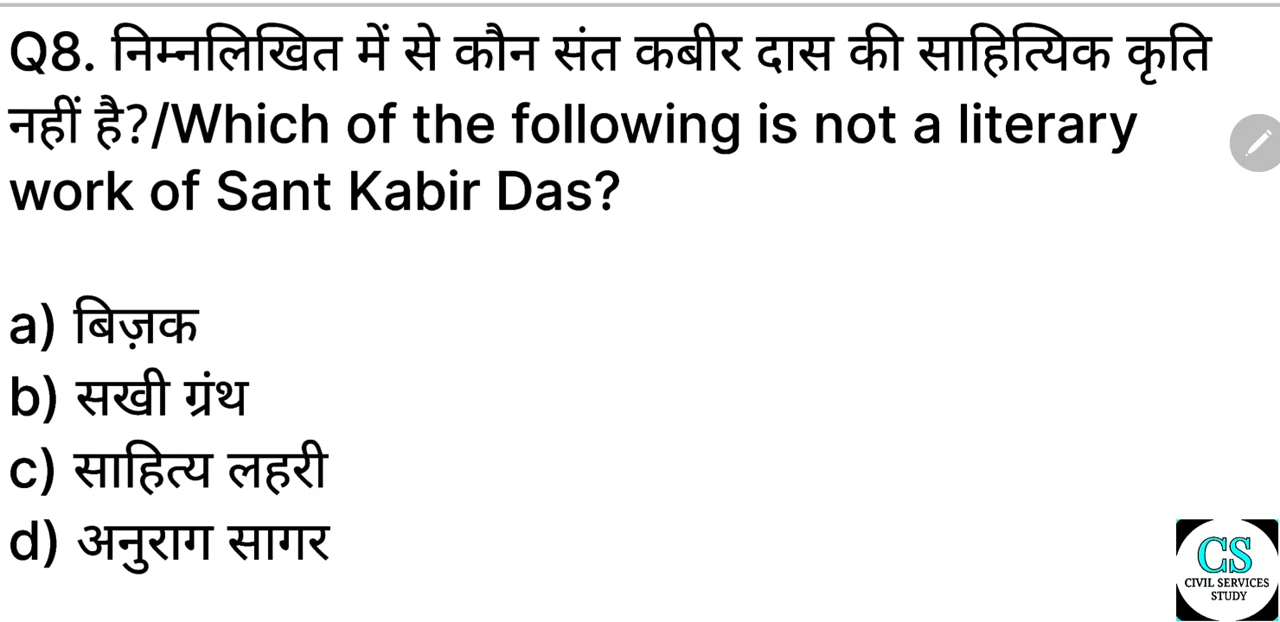 Q8. निम्नलिखित में से कौन संत कबीर दास की साहित्यिक कृति
नहीं है?/Which of the following is not a literary
work of Sant Kabir Das?
a) बिज़क
b) सखी ग्रंथ
c) साहित्य लहरी
d) अनुराग सागर
CS
CIVIL SERVICES
STUDY